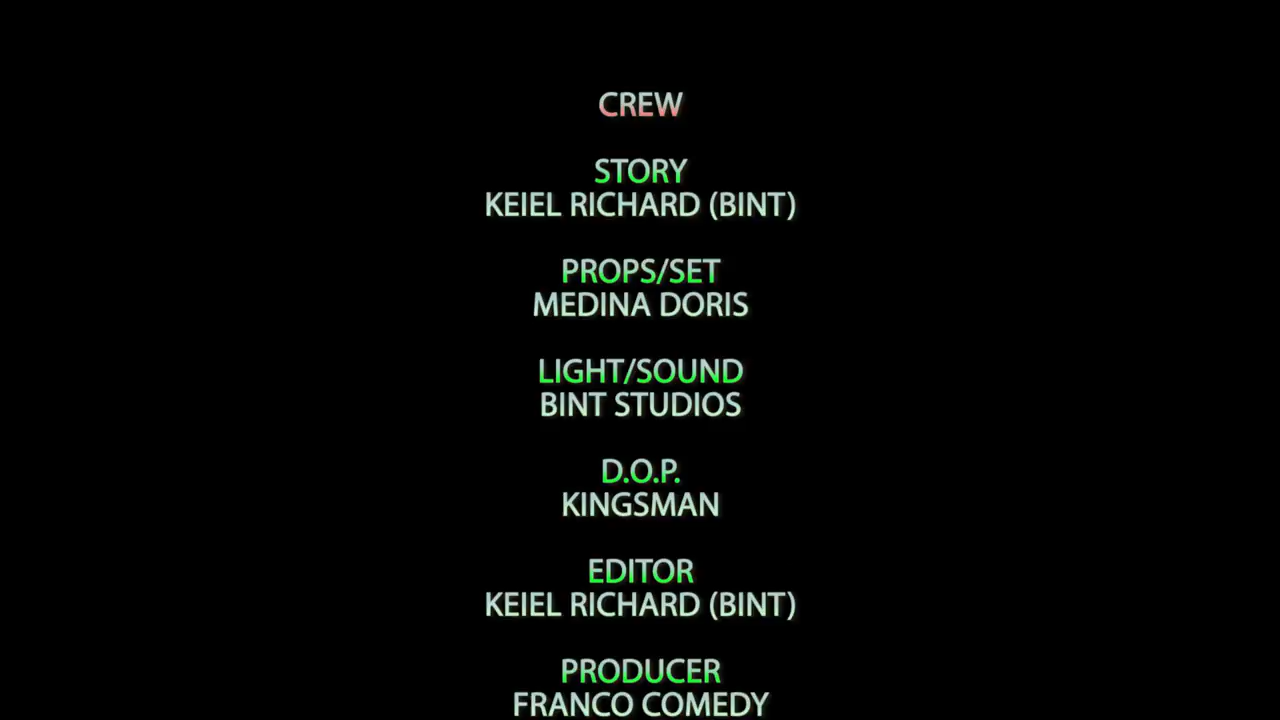 CREW
STORY
KEIEL RICHARD (BINT)
PROPS/SET
MEDINA DORIS
LIGHT/SOUND
BINT STUDIOS
D.O.P.
KINGSMAN
EDITOR
KEIEL RICHARD (BINT)
PRODUCER
FRANCO COMEDY